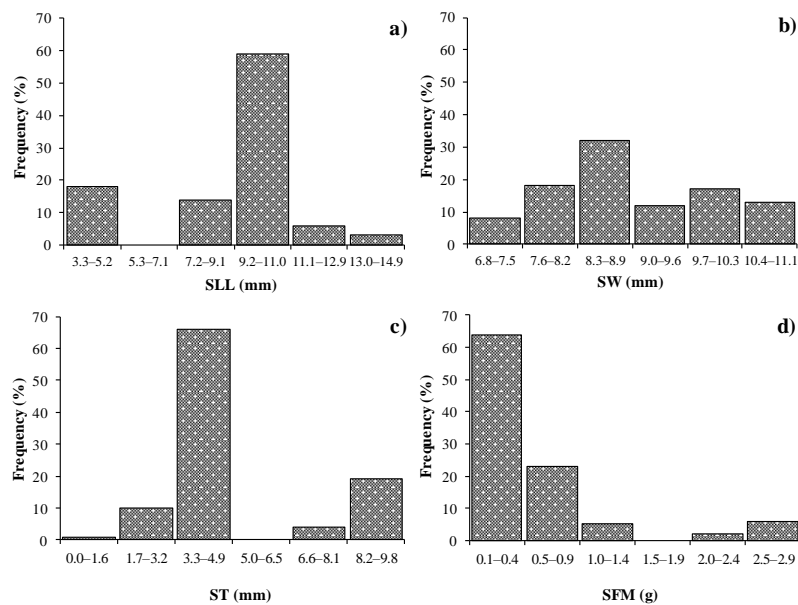 a)
Frequency (%)
70
60
50
40
30
20
10
0
3.3–5.2 5.3–7.1 7.2–9.1 9.2–11.0 11.1–12.9 13.0–14.9
SLL (mm)
b)
Frequency (%)
70
60
50
40
30
20
10
0
6.8–7.5 7.6–8.2 8.3–8.9 9.0–9.6 9.7–10.3 10.4–11.1
SW (mm)
c)
Frequency (%)
70
60
50
40
30
20
10
0
0.0–1.6 1.7–3.2 3.3–4.9 5.0–6.5 6.6–8.1 8.2–9.8
ST (mm)
d)
Frequency (%)
70
60
50
40
30
20
10
0
0.1–0.4 0.5–0.9 1.0–1.4 1.5–1.9 2.0–2.4 2.5–2.9
SFM (g)